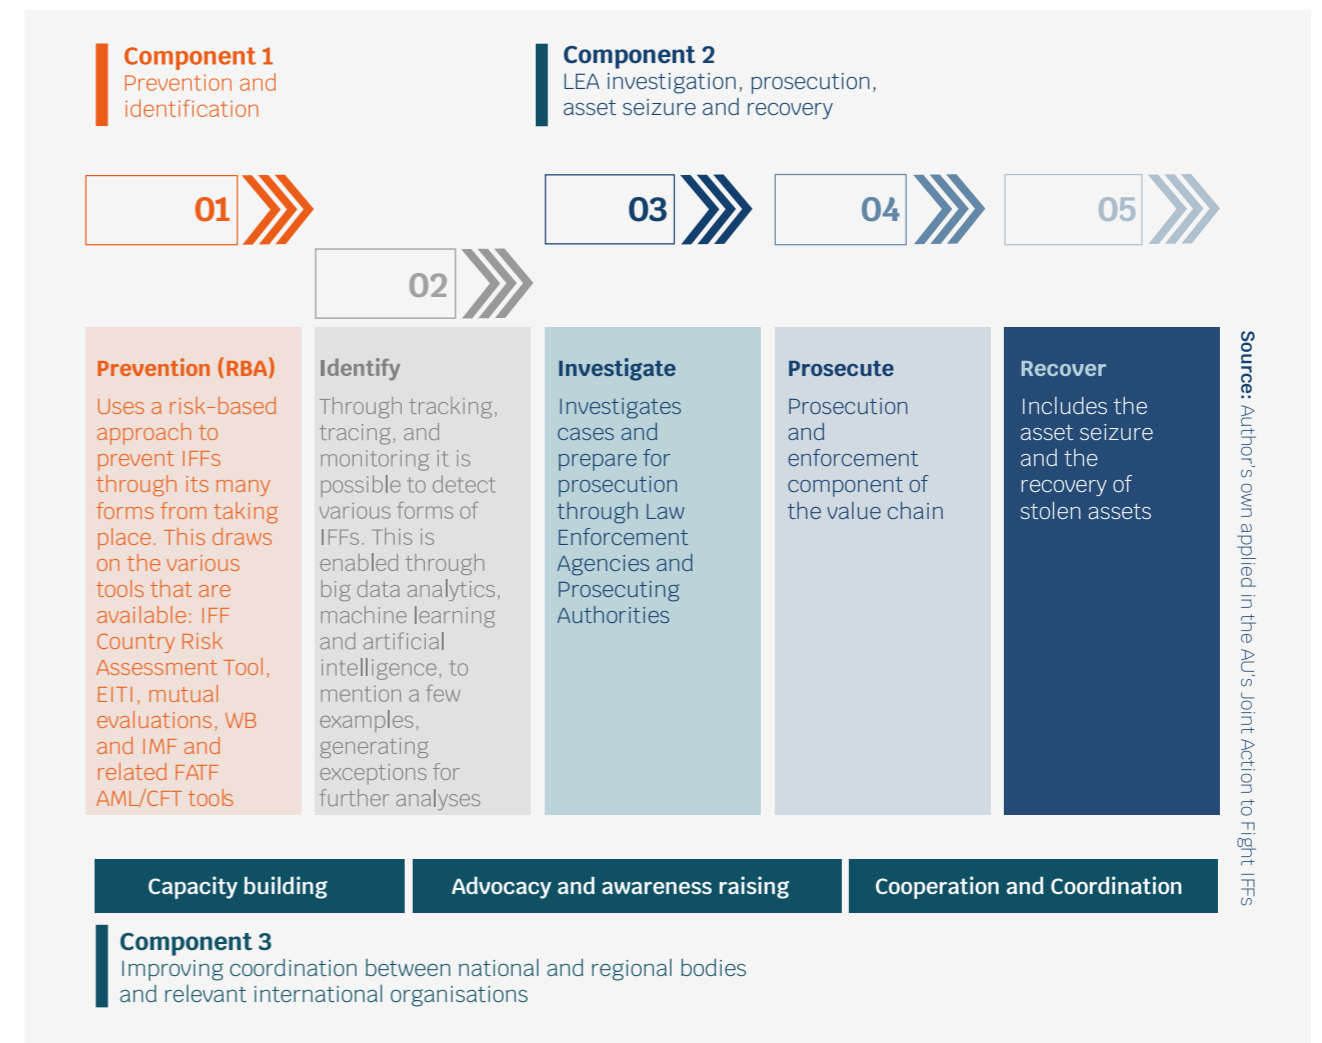 Component 1
Prevention and
identification
Component 2
LEA investigation, prosecution,
asset seizure and recovery
01
02
03
04
05
Prevention (RBA)
Uses a risk-based
approach to
prevent IFFs
through its many
forms from taking
place. This draws
on the various
tools that are
available: IFF
Country Risk
Assessment Tool,
EITI, mutual
evaluations, WB
and IMF and
related FATF
AML/CFT tools
Identify
Through tracking,
tracing, and
monitoring it is
possible to detect
various forms of
IFFs. This is
enabled through
big data analytics,
machine learning
and artificial
intelligence, to
mention a few
examples,
generating
exceptions for
further analyses
Investigate
Investigates
cases and
prepare for
prosecution
through Law
Enforcement
Agencies and
Prosecuting
Authorities
Prosecute
Prosecution
and
enforcement
component of
the value chain
Recover
Includes the
asset seizure
and the
recovery of
stolen assets
Source: Author's own applied in the AU's Joint Action to Fight IFFs
Capacity building
Advocacy and awareness raising
Cooperation and Coordination
Component 3
Improving coordination between national and regional bodies
and relevant international organisations